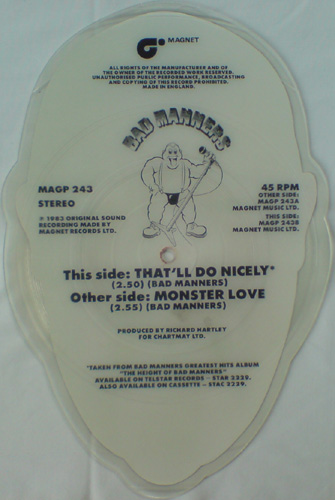 MAGNET
ALL RIGHTS OF THE MANUFACTURER AND OF
THE OWNER OF THE RECORDED WORK RESERVED.
UNAUTHORISED PUBLIC PERFORMANCE, BROADCASTING
AND COPYING OF THIS RECORD PROHIBITED.
MADE IN ENGLAND.
BAD MANNERS
MAGP 243
STEREO
℗ 1983 ORIGINAL SOUND
RECORDING MADE BY
MAGNET RECORDS LTD.
45 RPM
OTHER SIDE:
MAGP 243A
MAGNET MUSIC LTD.
THIS SIDE:
MAGP 243B
MAGNET MUSIC LTD.
This side: THAT'LL DO NICELY*
(2.50) (BAD MANNERS)
Other side: MONSTER LOVE
(2.55) (BAD MANNERS)
PRODUCED BY RICHARD HARTLEY
FOR CHARTMAY LTD.
*TAKEN FROM BAD MANNERS GREATEST HITS ALBUM
"THE HEIGHT OF BAD MANNERS"
AVAILABLE ON TELSTAR RECORDS - STAR 2229.
ALSO AVAILABLE ON CASSETTE - STAC 2229.